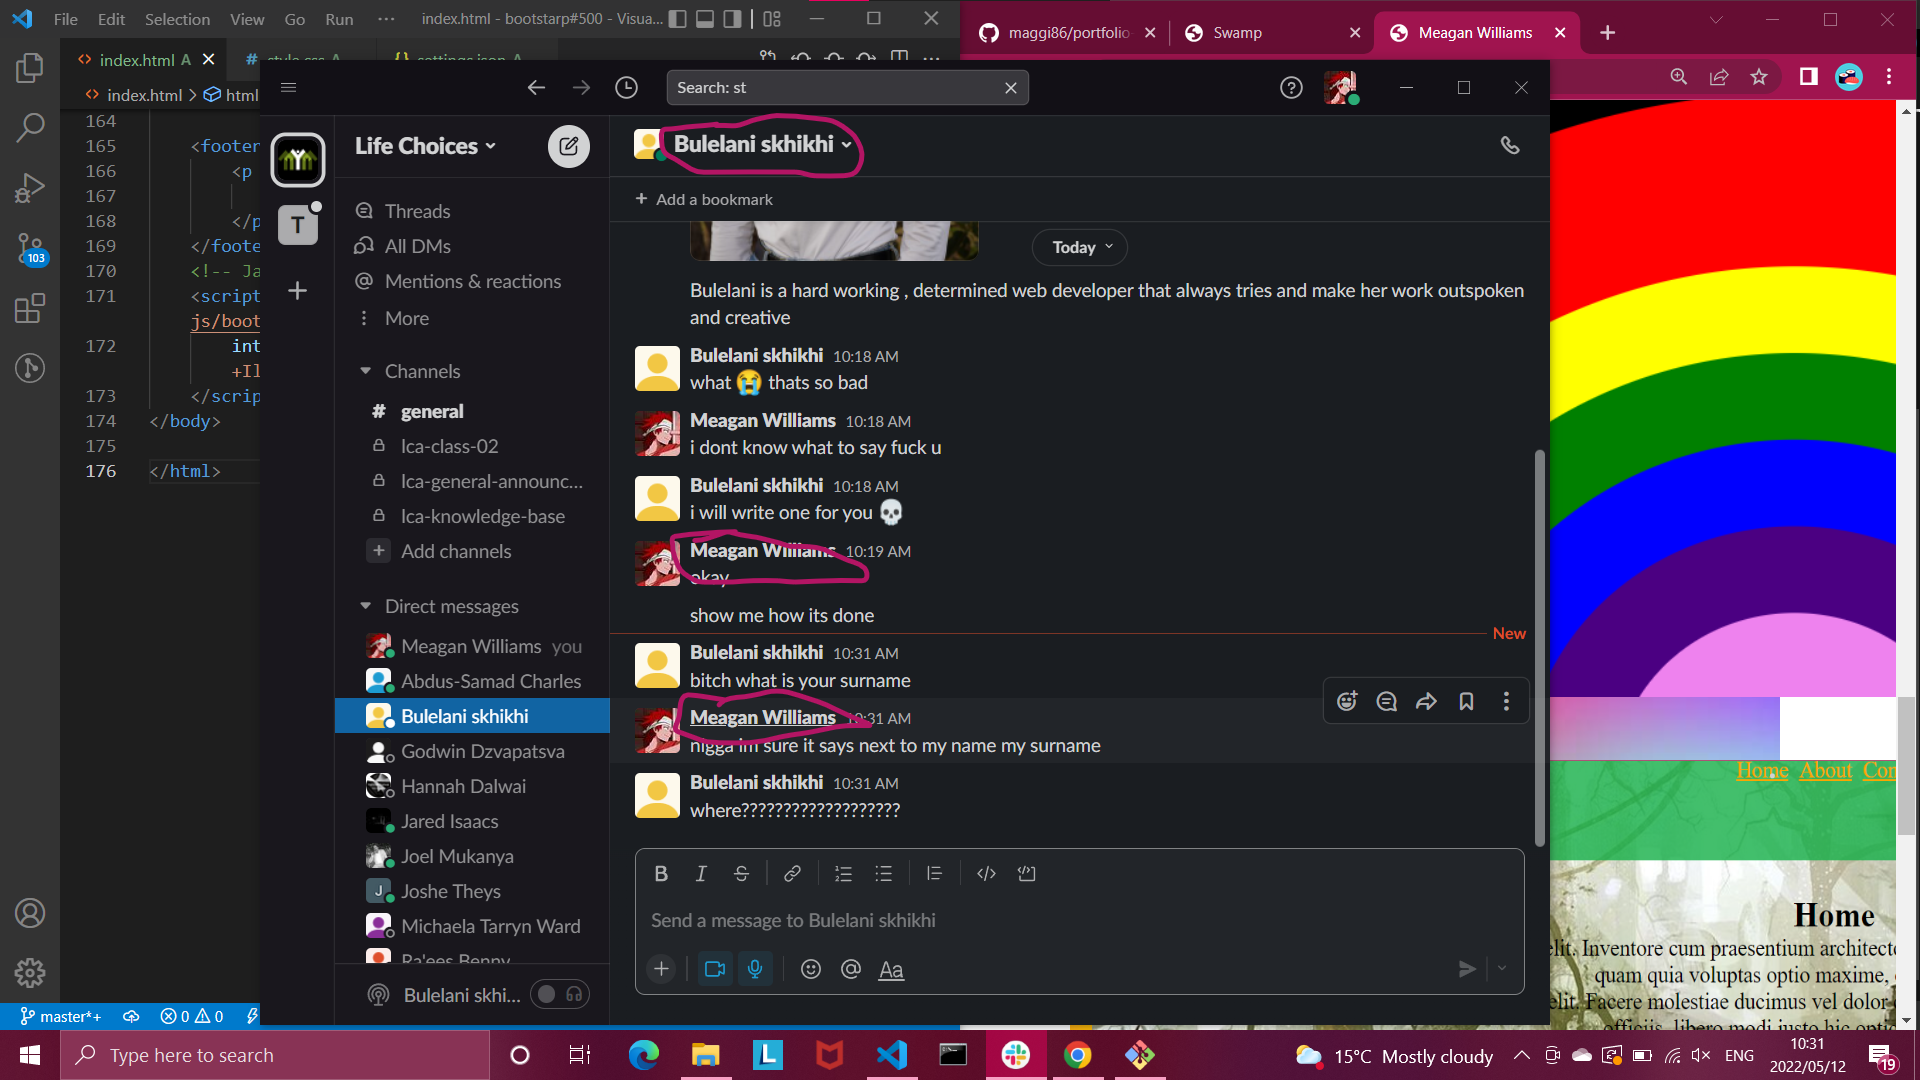 File Edit Selection View Go Run ··· index.html - bootstarp#500 - Visua...
index.html A
# style.css A
{} settings.json A
index.html > html
164
165 <footer
166 <p
167
168 </p
169 </foote
170 <!-- Ja
171 <script
js/boot
172 int
+Il
173 </scrip
174 </body>
175
176 </html>
103
master*+ 0 0
maggi86/portfolio
Swamp
Meagan Williams
Search: st
Life Choices
T
Threads
All DMs
Mentions & reactions
More
Channels
# general
lca-class-02
lca-general-announc...
lca-knowledge-base
+ Add channels
Direct messages
Meagan Williams you
Abdus-Samad Charles
Bulelani skhikhi
Godwin Dzvapatsva
Hannah Dalwai
Jared Isaacs
Joel Mukanya
J Joshe Theys
Michaela Tarryn Ward
Ra'ees Benny
Bulelani skhi...
Bulelani skhikhi
+ Add a bookmark
Today
Bulelani is a hard working , determined web developer that always tries and make her work outspoken
and creative
Bulelani skhikhi 10:18 AM
what 😭 thats so bad
Meagan Williams 10:18 AM
i dont know what to say fuck u
Bulelani skhikhi 10:18 AM
i will write one for you 💀
Meagan Williams 10:19 AM
okay
show me how its done
New
Bulelani skhikhi 10:31 AM
bitch what is your surname
Meagan Williams 10:31 AM
nigga im sure it says next to my name my surname
Bulelani skhikhi 10:31 AM
where???????????????????
B I S
Send a message to Bulelani skhikhi
+ @ Aa
Home About Con
Home
elit. Inventore cum praesentium architecto
quam quia voluptas optio maxime,
elit. Facere molestiae ducimus vel dolor
officiis, libero modi iusto hic optio
Type here to search
L
15°C Mostly cloudy
ENG
10:31
2022/05/12
19